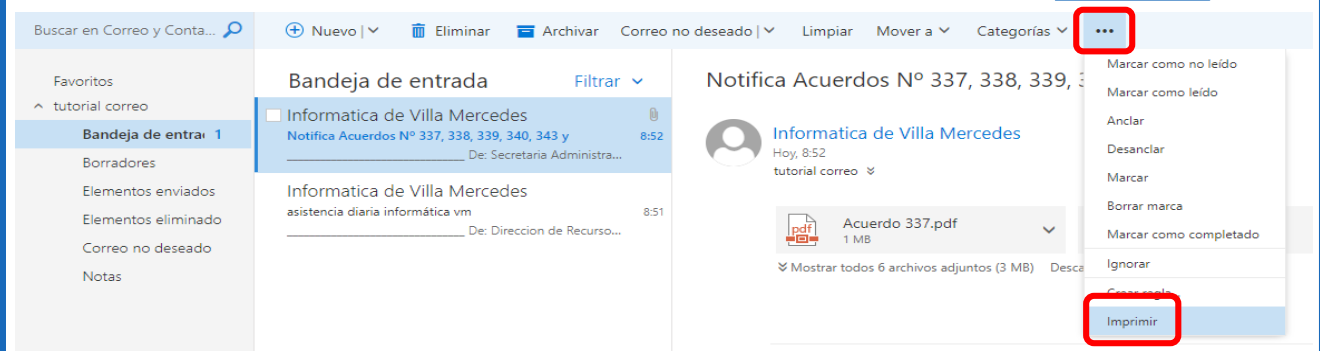 Buscar en Correo y Conta...
Nuevo |
Eliminar
Archivar
Correo no deseado |
Limpiar
Mover a
Categorías
•••
Favoritos
tutorial correo
Bandeja de entra 1
Borradores
Elementos enviados
Elementos eliminado
Correo no deseado
Notas
Bandeja de entrada
Filtrar
Informatica de Villa Mercedes
Notifica Acuerdos Nº 337, 338, 339, 340, 343 y 8:52
De: Secretaria Administra...
Informatica de Villa Mercedes
asistencia diaria informática vm 8:51
De: Direccion de Recurso...
Notifica Acuerdos Nº 337, 338, 339,
Informatica de Villa Mercedes
Hoy, 8:52
tutorial correo
pdf
Acuerdo 337.pdf
1 MB
Mostrar todos 6 archivos adjuntos (3 MB) Desca
Marcar como no leído
Marcar como leído
Anclar
Desanclar
Marcar
Borrar marca
Marcar como completado
Ignorar
Crear regla...
Imprimir